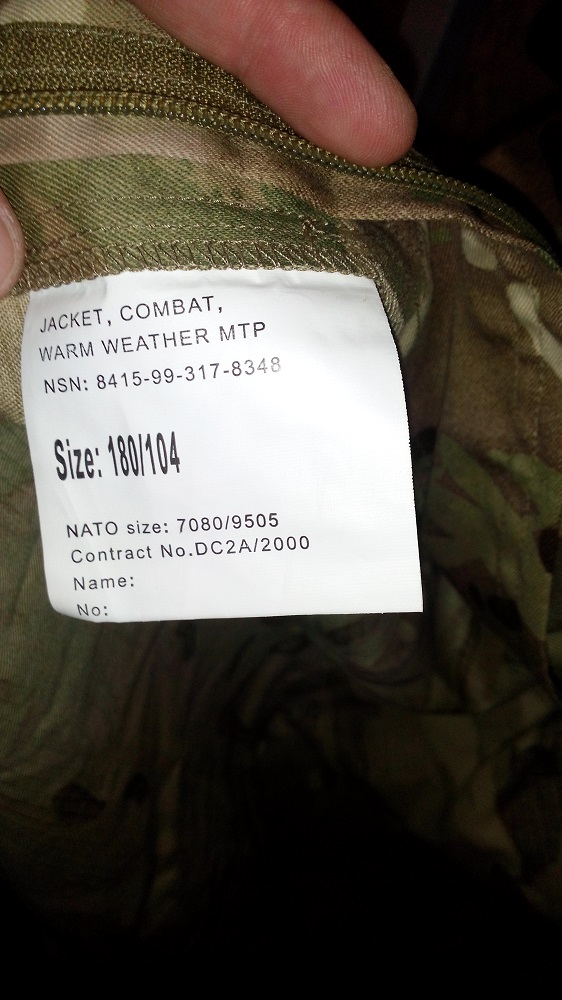 JACKET, COMBAT,
WARM WEATHER MTP
NSN: 8415-99-317-8348
Size: 180/104
NATO size: 7080/9505
Contract No.DC2A/2000
Name:
No: